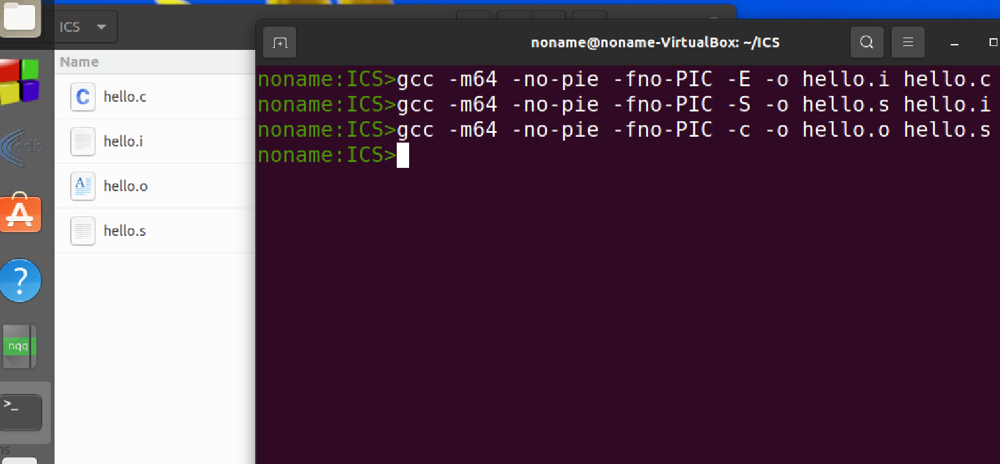 ICS
noname@noname-VirtualBox: ~/ICS
Name
hello.c
hello.i
hello.o
hello.s
noname:ICS>gcc -m64 -no-pie -fno-PIC -E -o hello.i hello.c
noname:ICS>gcc -m64 -no-pie -fno-PIC -S -o hello.s hello.i
noname:ICS>gcc -m64 -no-pie -fno-PIC -c -o hello.o hello.s
noname:ICS>
edb
nqq
>_
ns